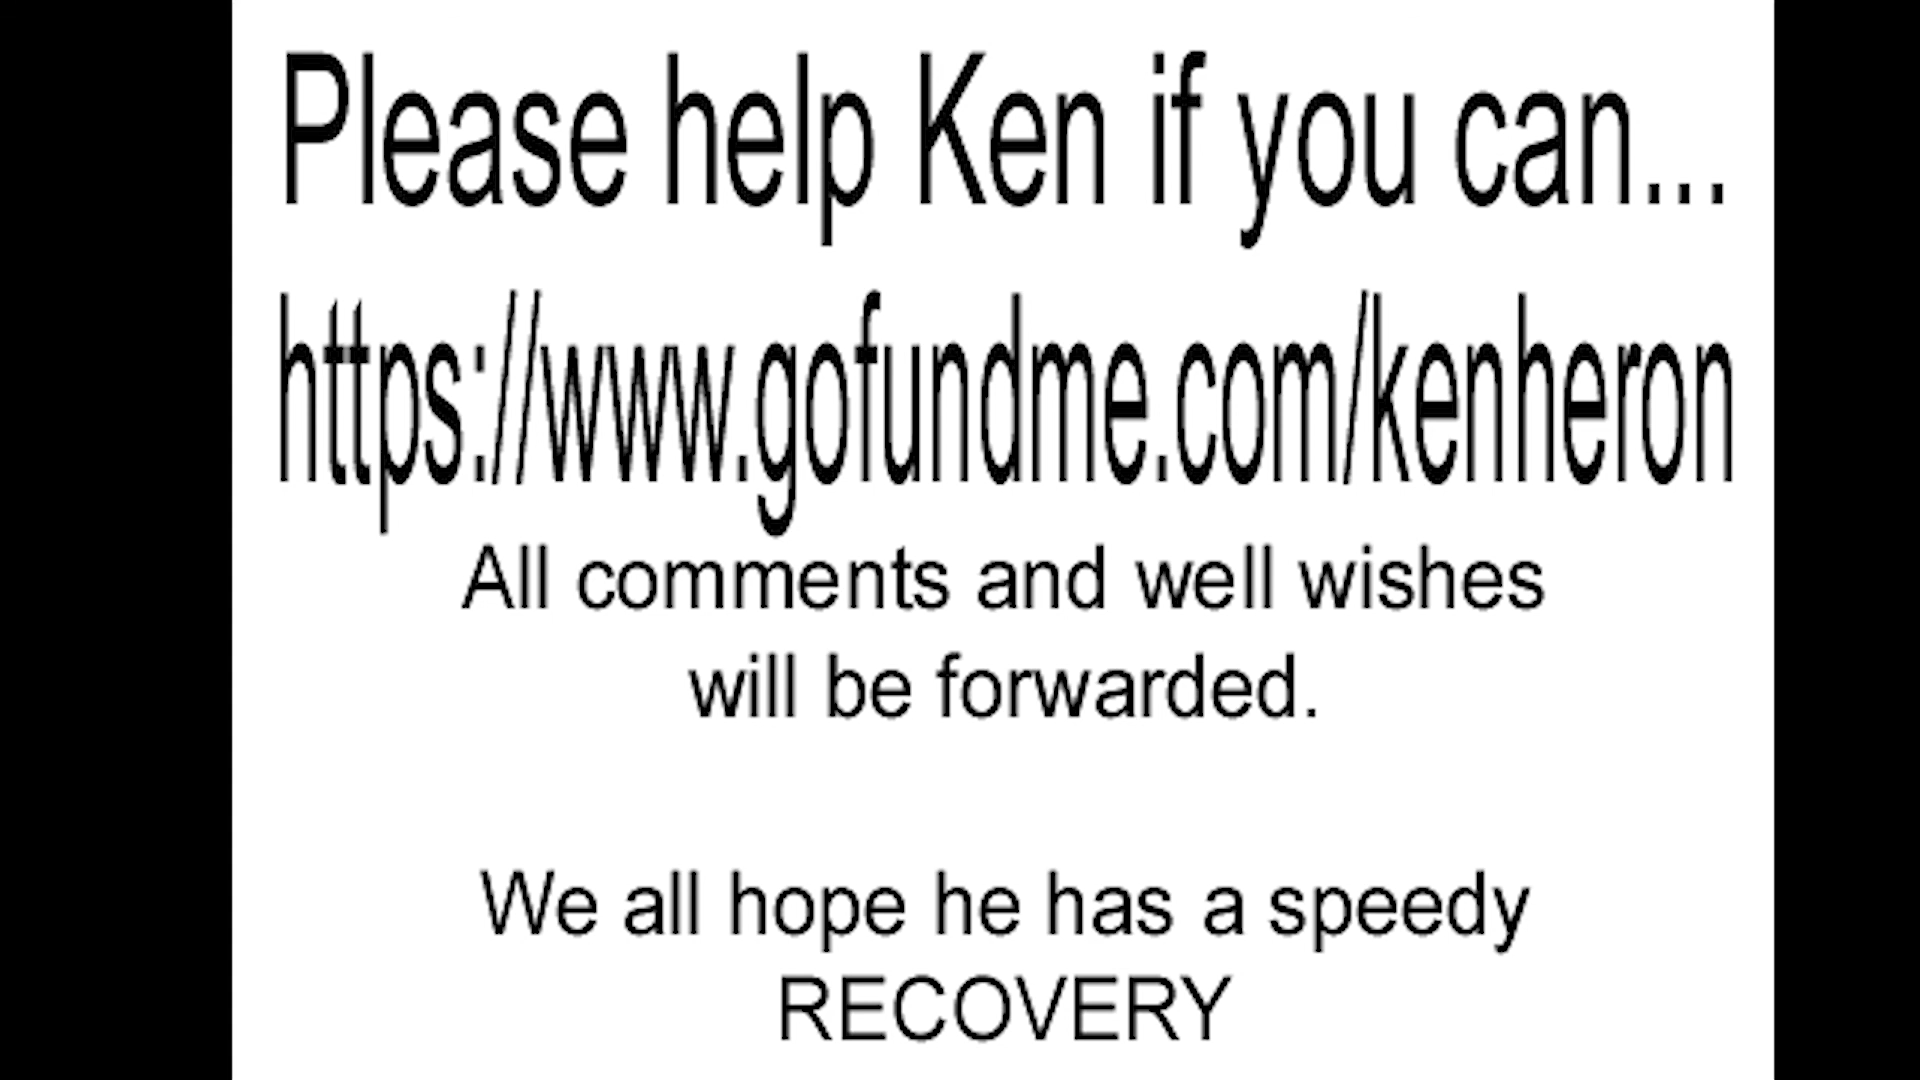 Please help Ken if you can...
https://www.gofundme.com/kenheron
All comments and well wishes
will be forwarded.
We all hope he has a speedy
RECOVERY